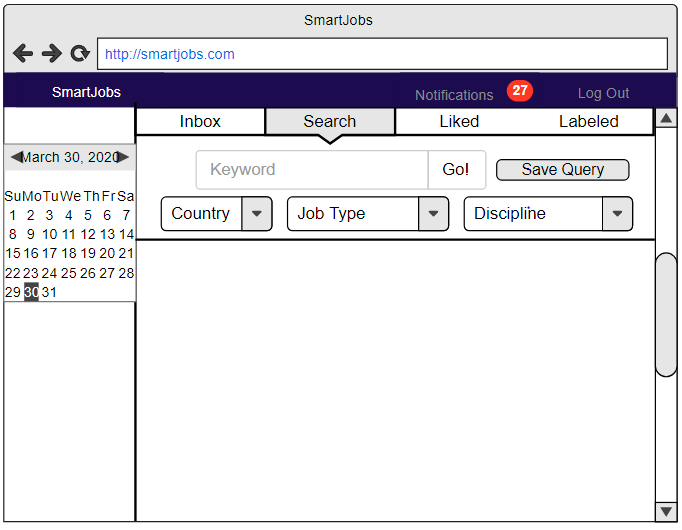 SmartJobs
http://smartjobs.com
SmartJobs Notifications 27 Log Out
Inbox Search Liked Labeled
March 30, 2020
Keyword Go! Save Query
Country Job Type Discipline
Su Mo Tu We Th Fr Sa
1 2 3 4 5 6 7
8 9 10 11 12 13 14
15 16 17 18 19 20 21
22 23 24 25 26 27 28
29 30 31